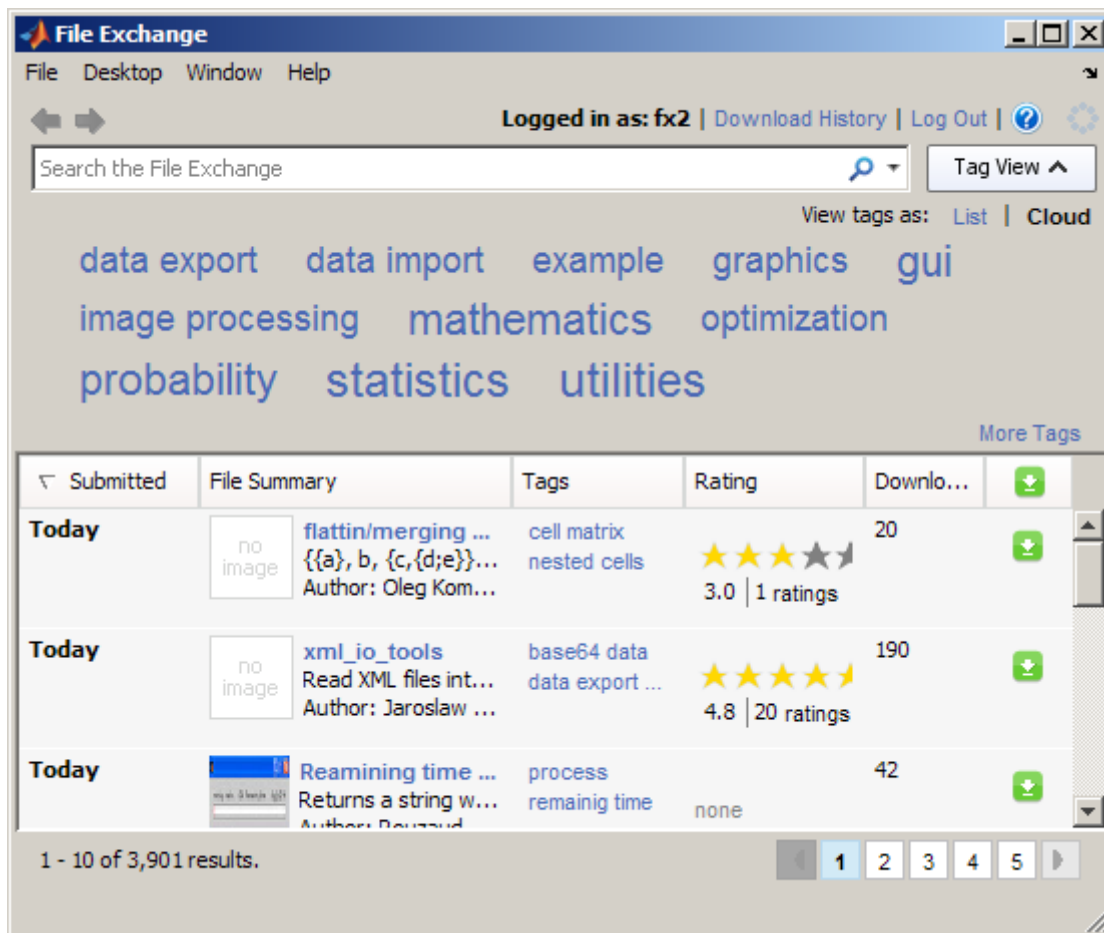 File Exchange
File Desktop Window Help
Logged in as: fx2 | Download History | Log Out |
Search the File Exchange
Tag View
View tags as: List | Cloud
data export data import example graphics gui
image processing mathematics optimization
probability statistics utilities
More Tags
Submitted File Summary Tags Rating Downlo...
Today no image flattin/merging ... cell matrix 20
{{a}, b, {c,{d;e}}... nested cells
Author: Oleg Kom... 3.0 | 1 ratings
Today no image xml_io_tools base64 data 190
Read XML files int... data export ...
Author: Jaroslaw ... 4.8 | 20 ratings
Today Reamining time ... process 42
Returns a string w... remainig time none
Author: Rouzaud
1 - 10 of 3,901 results. 1 2 3 4 5